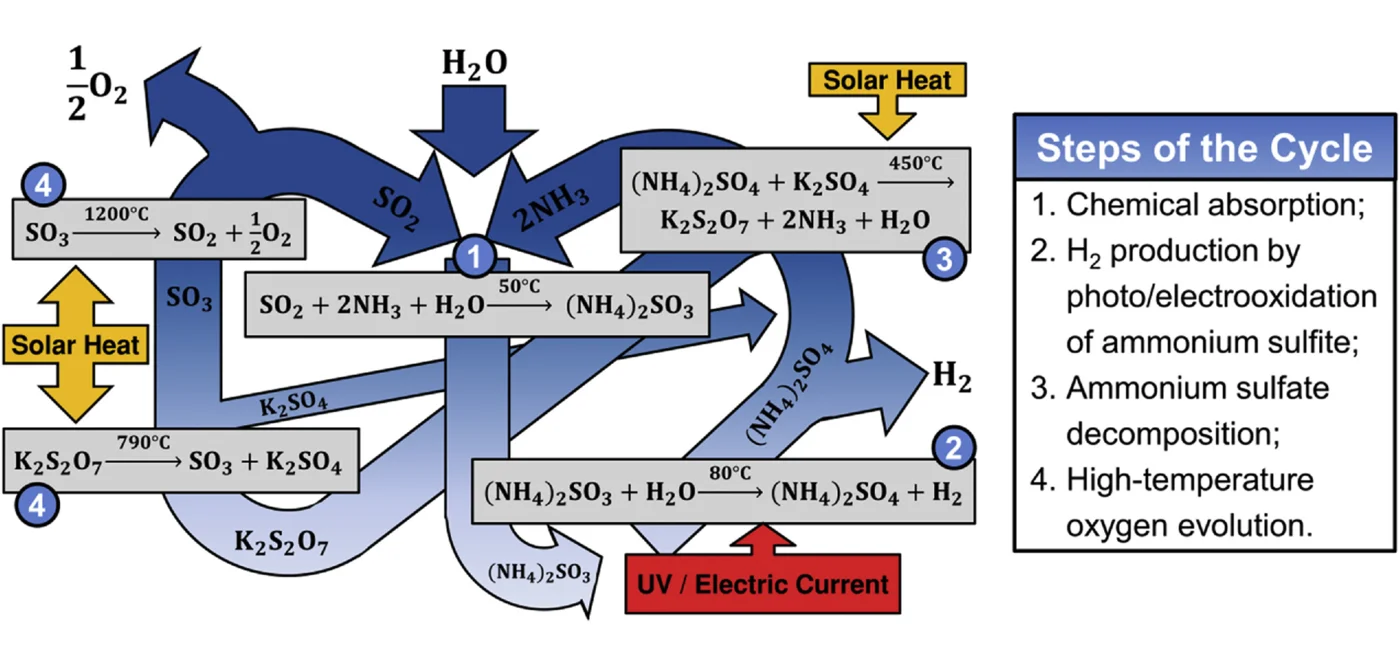 ½O₂
H₂O
Solar Heat
4
SO₃ —1200°C→ SO₂ + ½O₂
SO₂
2NH₃
(NH₄)₂SO₄ + K₂SO₄ —450°C→
K₂S₂O₇ + 2NH₃ + H₂O
3
1
SO₂ + 2NH₃ + H₂O —50°C→ (NH₄)₂SO₃
SO₃
Solar Heat
K₂SO₄
(NH₄)₂SO₄
H₂
K₂S₂O₇ —790°C→ SO₃ + K₂SO₄
4
2
(NH₄)₂SO₃ + H₂O —80°C→ (NH₄)₂SO₄ + H₂
K₂S₂O₇
(NH₄)₂SO₃
UV / Electric Current
Steps of the Cycle
1. Chemical absorption;
2. H₂ production by
photo/electrooxidation
of ammonium sulfite;
3. Ammonium sulfate
decomposition;
4. High-temperature
oxygen evolution.